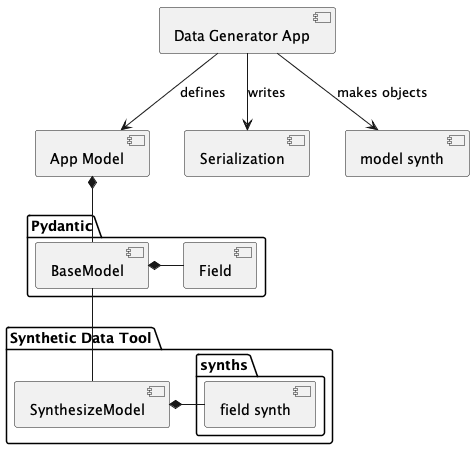 Data Generator App
defines
writes
makes objects
App Model
Serialization
model synth
Pydantic
BaseModel
Field
Synthetic Data Tool
synths
SynthesizeModel
field synth